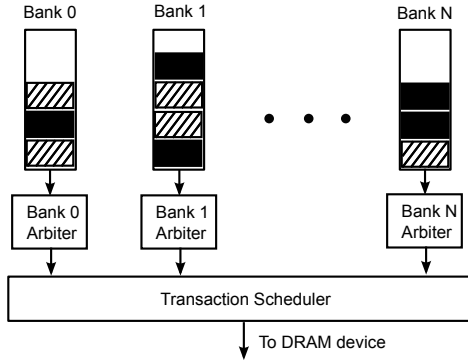 Bank 0
Bank 1
Bank N
Bank 0
Arbiter
Bank 1
Arbiter
Bank N
Arbiter
Transaction Scheduler
To DRAM device